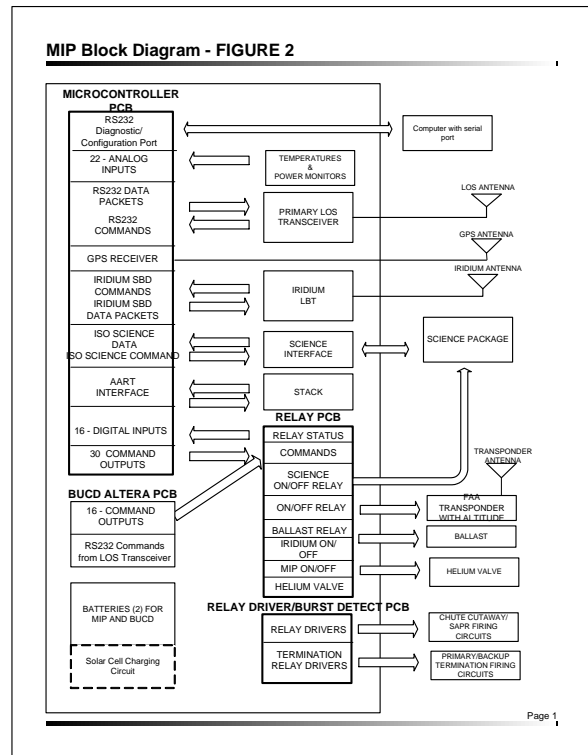 MIP Block Diagram - FIGURE 2
MICROCONTROLLER
PCB
RS232
Diagnostic/
Configuration Port
Computer with serial
port
22 - ANALOG
INPUTS
TEMPERATURES
&
POWER MONITORS
RS232 DATA
PACKETS
RS232
COMMANDS
PRIMARY LOS
TRANSCEIVER
LOS ANTENNA
GPS ANTENNA
GPS RECEIVER
IRIDIUM ANTENNA
IRIDIUM SBD
COMMANDS
IRIDIUM SBD
DATA PACKETS
IRIDIUM
LBT
ISO SCIENCE
DATA
ISO SCIENCE COMMAND
SCIENCE
INTERFACE
SCIENCE PACKAGE
AART
INTERFACE
STACK
RELAY PCB
16 - DIGITAL INPUTS
RELAY STATUS
30 COMMAND
OUTPUTS
COMMANDS
TRANSPONDER
ANTENNA
SCIENCE
ON/OFF RELAY
BUCD ALTERA PCB
16 - COMMAND
OUTPUTS
RS232 Commands
from LOS Transceiver
ON/OFF RELAY
FAA
TRANSPONDER
WITH ALTITUDE
BALLAST RELAY
BALLAST
IRIDIUM ON/
OFF
MIP ON/OFF
HELIUM VALVE
HELIUM VALVE
BATTERIES (2) FOR
MIP AND BUCD
Solar Cell Charging
Circuit
RELAY DRIVER/BURST DETECT PCB
RELAY DRIVERS
CHUTE CUTAWAY/
SAPR FIRING
CIRCUITS
TERMINATION
RELAY DRIVERS
PRIMARY/BACKUP
TERMINATION FIRING
CIRCUITS
Page 1